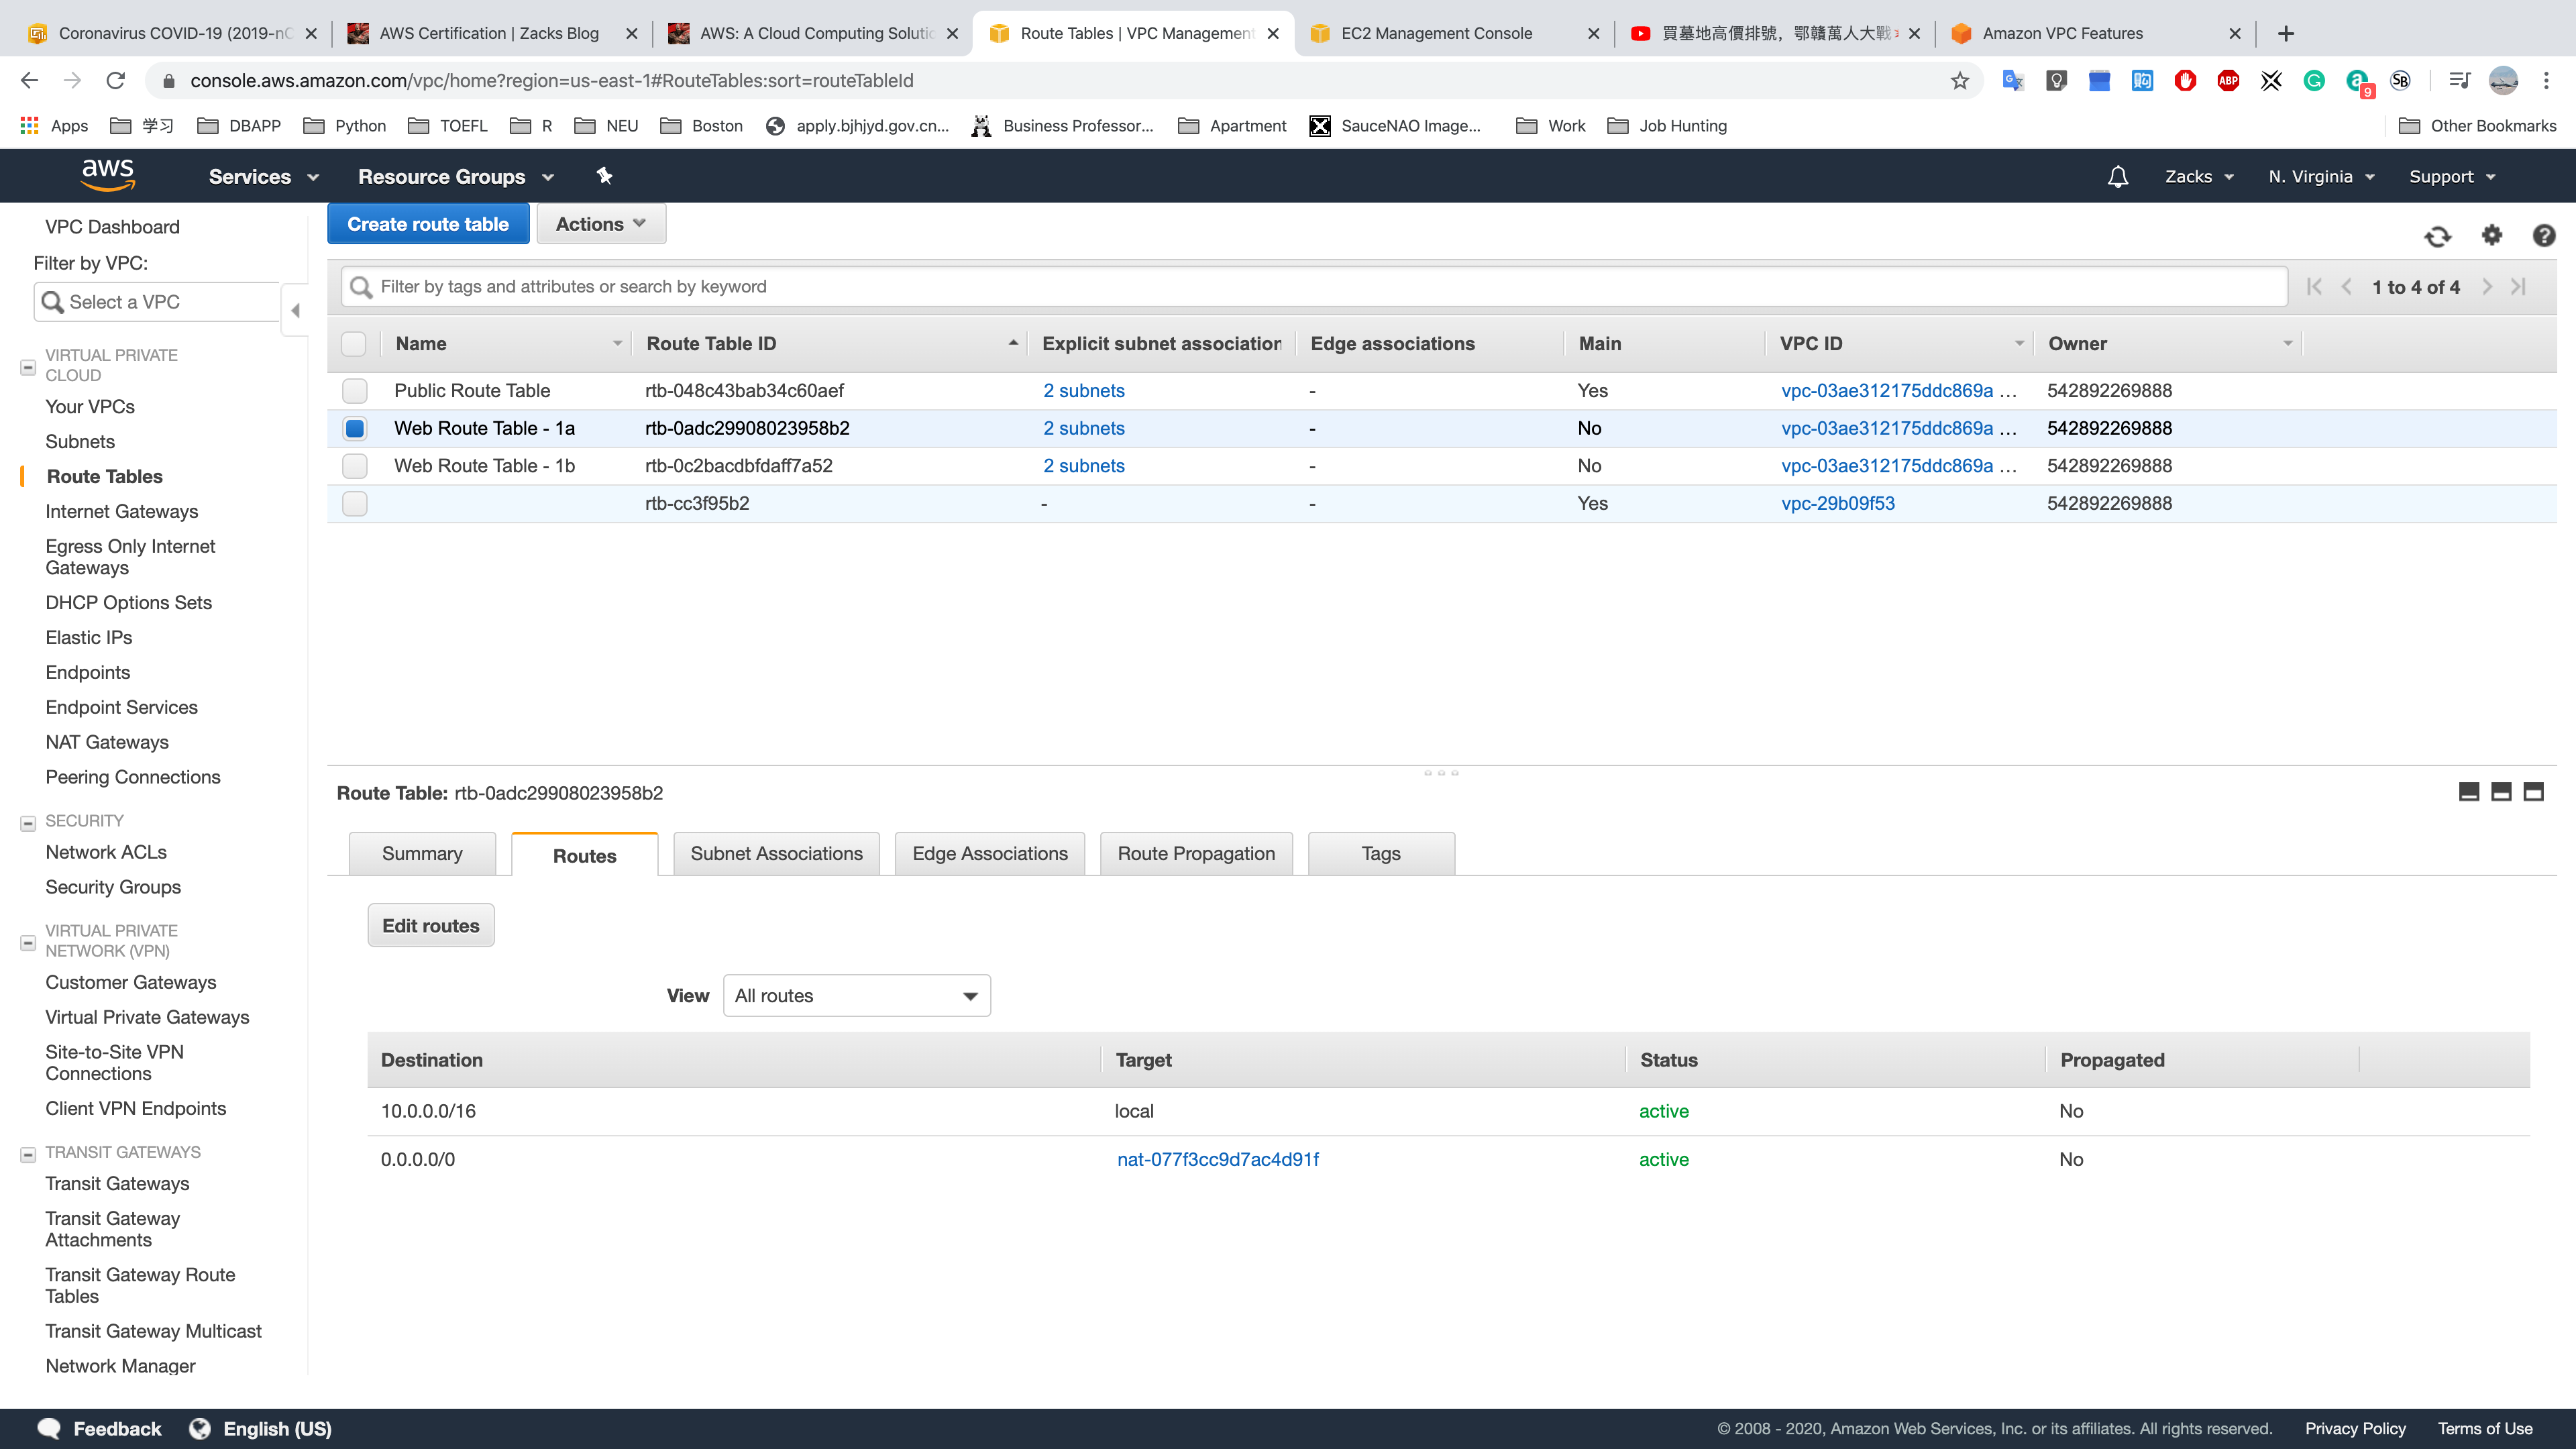 Coronavirus COVID-19 (2019-nC
AWS Certification | Zacks Blog
AWS: A Cloud Computing Solutic
Route Tables | VPC Management
EC2 Management Console
買墓地高價排號，鄂贛萬人大戰
Amazon VPC Features
console.aws.amazon.com/vpc/home?region=us-east-1#RouteTables:sort=routeTableId
ABP
9
SB
Apps
学习
DBAPP
Python
TOEFL
R
NEU
Boston
apply.bjhjyd.gov.cn...
Business Professor...
Apartment
SauceNAO Image...
Work
Job Hunting
Other Bookmarks
aws
Services
Resource Groups
Zacks
N. Virginia
Support
VPC Dashboard
Filter by VPC:
Select a VPC
VIRTUAL PRIVATE
CLOUD
Your VPCs
Subnets
Route Tables
Internet Gateways
Egress Only Internet
Gateways
DHCP Options Sets
Elastic IPs
Endpoints
Endpoint Services
NAT Gateways
Peering Connections
SECURITY
Network ACLs
Security Groups
VIRTUAL PRIVATE
NETWORK (VPN)
Customer Gateways
Virtual Private Gateways
Site-to-Site VPN
Connections
Client VPN Endpoints
TRANSIT GATEWAYS
Transit Gateways
Transit Gateway
Attachments
Transit Gateway Route
Tables
Transit Gateway Multicast
Network Manager
Create route table
Actions
Filter by tags and attributes or search by keyword
1 to 4 of 4
Name Route Table ID Explicit subnet association Edge associations Main VPC ID Owner
Public Route Table rtb-048c43bab34c60aef 2 subnets - Yes vpc-03ae312175ddc869a ... 542892269888
Web Route Table - 1a rtb-0adc29908023958b2 2 subnets - No vpc-03ae312175ddc869a ... 542892269888
Web Route Table - 1b rtb-0c2bacdbfdaff7a52 2 subnets - No vpc-03ae312175ddc869a ... 542892269888
rtb-cc3f95b2 - - Yes vpc-29b09f53 542892269888
Route Table: rtb-0adc29908023958b2
Summary
Routes
Subnet Associations
Edge Associations
Route Propagation
Tags
Edit routes
View All routes
Destination Target Status Propagated
10.0.0.0/16 local active No
0.0.0.0/0 nat-077f3cc9d7ac4d91f active No
Feedback
English (US)
© 2008 - 2020, Amazon Web Services, Inc. or its affiliates. All rights reserved.
Privacy Policy
Terms of Use